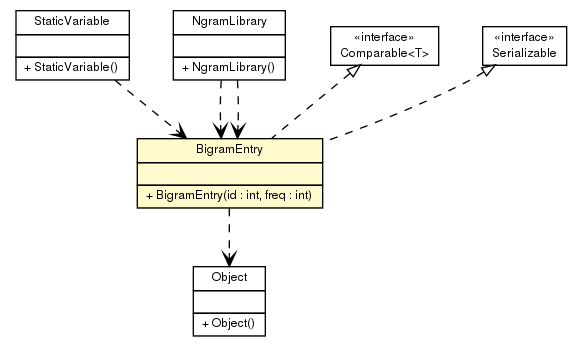 StaticVariable
+ StaticVariable()
NgramLibrary
+ NgramLibrary()
«interface»
Comparable<T>
«interface»
Serializable
BigramEntry
+ BigramEntry(id : int, freq : int)
Object
+ Object()